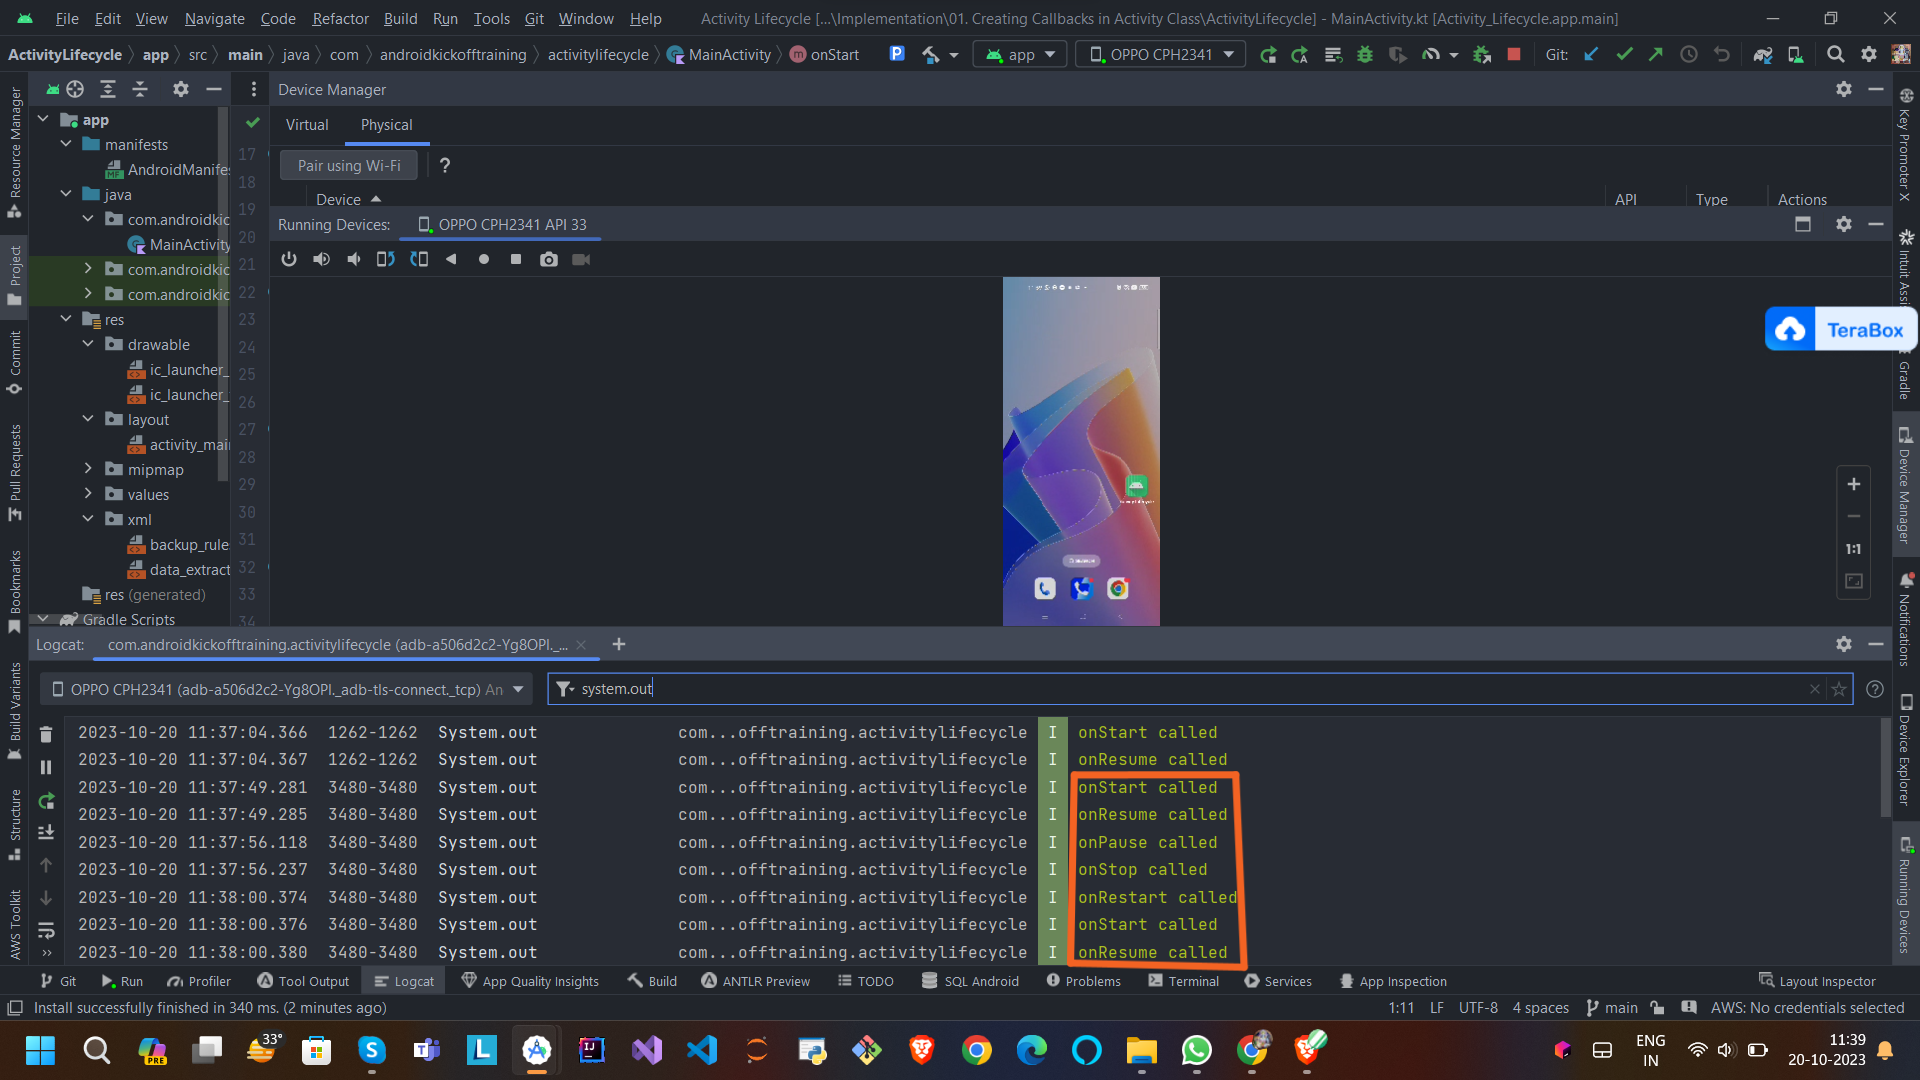 File Edit View Navigate Code Refactor Build Run Tools Git Window Help Activity Lifecycle [...\Implementation\01. Creating Callbacks in Activity Class\ActivityLifecycle] - MainActivity.kt [Activity_Lifecycle.app.main]
ActivityLifecycle app src main java com androidkickofftraining activitylifecycle MainActivity onStart app OPPO CPH2341 Git:
Device Manager
Virtual Physical
Pair using Wi-Fi ?
Device API Type Actions
Running Devices: OPPO CPH2341 API 33
app
manifests
AndroidManifes
java
com.androidkic
MainActivity
com.androidkic
com.androidkic
res
drawable
ic_launcher_
ic_launcher_
layout
activity_mai
mipmap
values
xml
backup_rule
data_extract
res (generated)
Gradle Scripts
17
18
19
20
21
22
23
24
25
26
27
28
29
30
31
32
33
34
1:1
TeraBox
Resource Manager
Project
Commit
Pull Requests
Bookmarks
Build Variants
Structure
AWS Toolkit
Key Promoter X
Intuit Assi
Gradle
Device Manager
Notifications
Device Explorer
Running Devices
Logcat: com.androidkickofftraining.activitylifecycle (adb-a506d2c2-Yg8OPl._...
OPPO CPH2341 (adb-a506d2c2-Yg8OPl._adb-tls-connect._tcp) An system.out
2023-10-20 11:37:04.366 1262-1262 System.out com...offtraining.activitylifecycle I onStart called
2023-10-20 11:37:04.367 1262-1262 System.out com...offtraining.activitylifecycle I onResume called
2023-10-20 11:37:49.281 3480-3480 System.out com...offtraining.activitylifecycle I onStart called
2023-10-20 11:37:49.285 3480-3480 System.out com...offtraining.activitylifecycle I onResume called
2023-10-20 11:37:56.118 3480-3480 System.out com...offtraining.activitylifecycle I onPause called
2023-10-20 11:37:56.237 3480-3480 System.out com...offtraining.activitylifecycle I onStop called
2023-10-20 11:38:00.374 3480-3480 System.out com...offtraining.activitylifecycle I onRestart called
2023-10-20 11:38:00.376 3480-3480 System.out com...offtraining.activitylifecycle I onStart called
2023-10-20 11:38:00.380 3480-3480 System.out com...offtraining.activitylifecycle I onResume called
Git Run Profiler Tool Output Logcat App Quality Insights Build ANTLR Preview TODO SQL Android Problems Terminal Services App Inspection Layout Inspector
Install successfully finished in 340 ms. (2 minutes ago) 1:11 LF UTF-8 4 spaces main AWS: No credentials selected
PRE 33° ENG 11:39
IN 20-10-2023